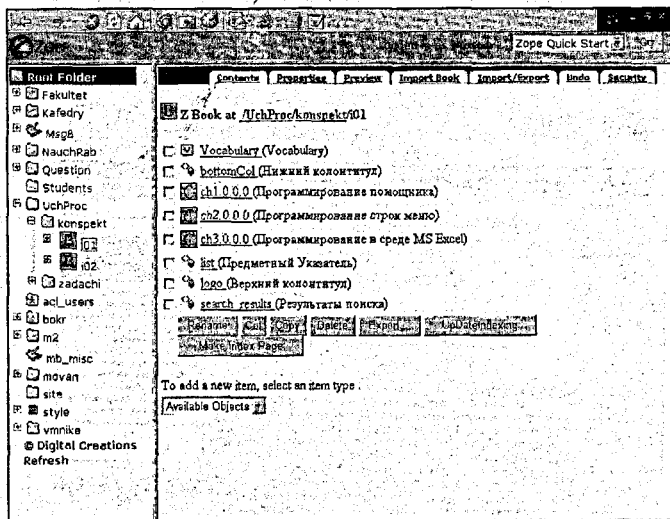 Zope Quick Start
Root Folder
Fakultet
Kafedry
MsgB
NauchRab
Question
Students
UchProc
konspekt
i02
zadachi
acl_users
bokr
m2
mb_misc
movan
site
style
vmnike
© Digital Creations
Refresh
Contents Properties Preview Import Book Import/Export Undo Security
Z Book at /UchProc/konspekt/i01
Vocabulary (Vocabulary)
bottomCol (Нижний колонтитул)
ch1.0.0.0 (Программирование помощника)
ch2.0.0.0 (Программирование строк меню)
ch3.0.0.0 (Программирование в среде MS Excel)
list (Предметный Указатель)
logo (Верхний колонтитул)
search_results (Результаты поиска)
Rename Cut Copy Delete Export... UpDateIndexing...
Make Index Page...
To add a new item, select an item type.
Available Objects